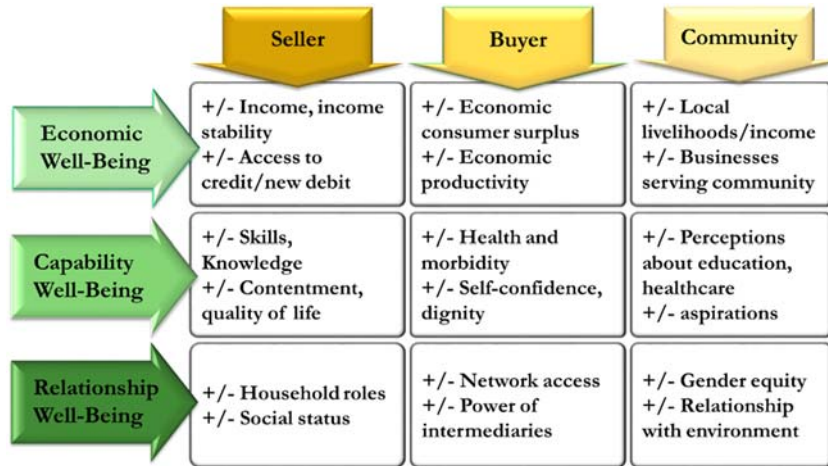 Seller
Buyer
Community
Economic
Well-Being
+/- Income, income
stability
+/- Access to
credit/new debit
+/- Economic
consumer surplus
+/- Economic
productivity
+/- Local
livelihoods/income
+/- Businesses
serving community
Capability
Well-Being
+/- Skills,
Knowledge
+/- Contentment,
quality of life
+/- Health and
morbidity
+/- Self-confidence,
dignity
+/- Perceptions
about education,
healthcare
+/- aspirations
Relationship
Well-Being
+/- Household roles
+/- Social status
+/- Network access
+/- Power of
intermediaries
+/- Gender equity
+/- Relationship
with environment